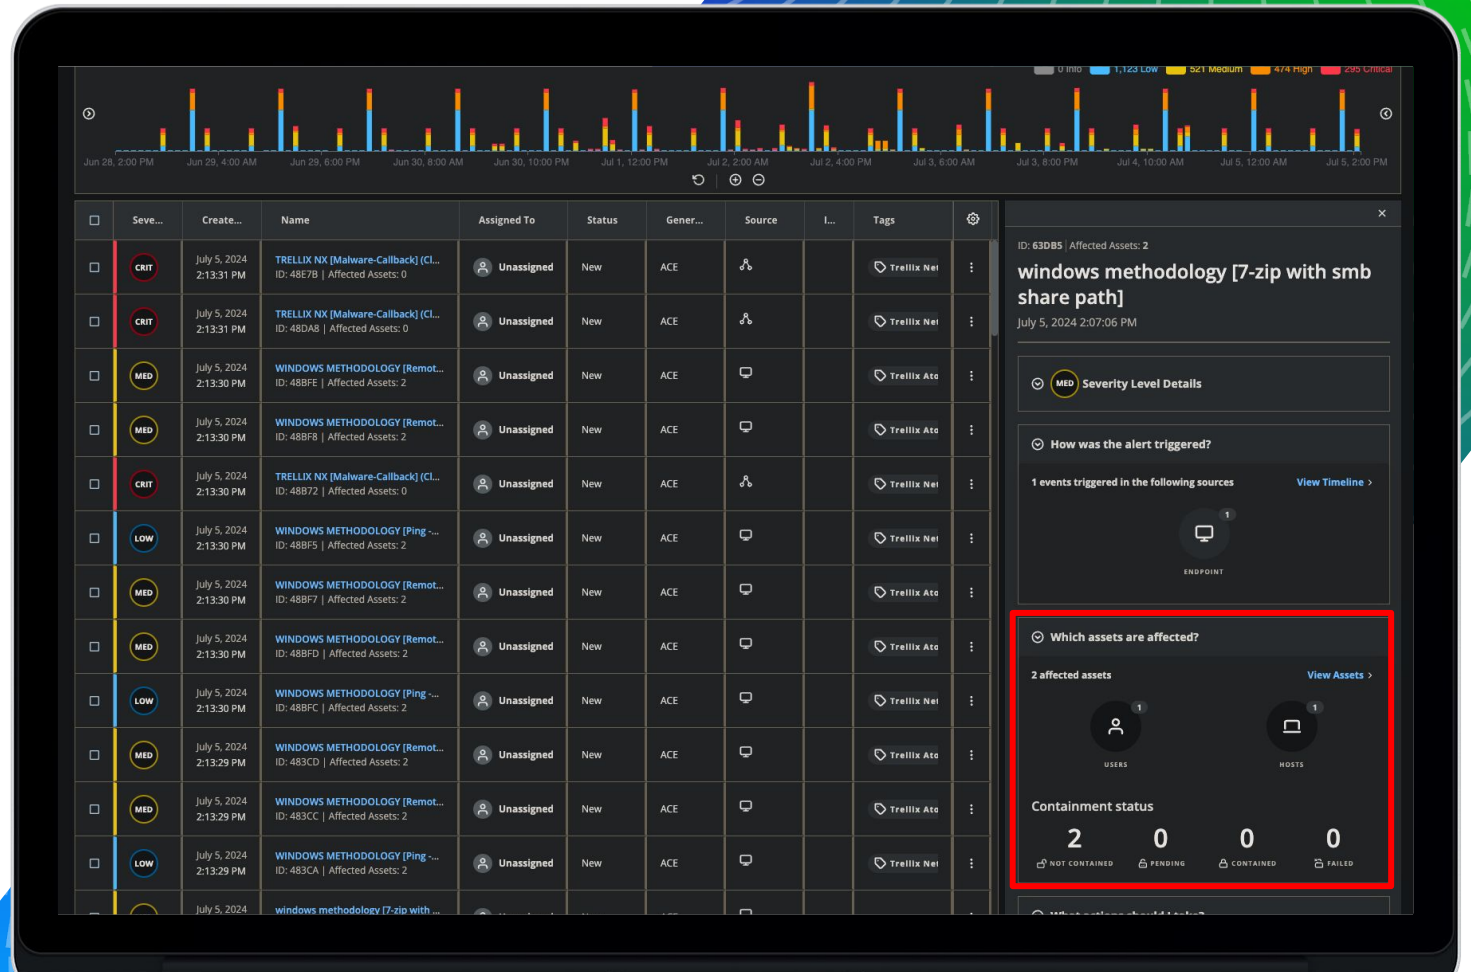 0 Info 1,123 Low 521 Medium 474 High 295 Critical
Jun 28, 2:00 PM Jun 29, 4:00 AM Jun 29, 6:00 PM Jun 30, 8:00 AM Jun 30, 10:00 PM Jul 1, 12:00 PM Jul 2, 2:00 AM Jul 2, 4:00 PM Jul 3, 6:00 AM Jul 3, 8:00 PM Jul 4, 10:00 AM Jul 5, 12:00 AM Jul 5, 2:00 PM
Seve... Create... Name Assigned To Status Gener... Source I... Tags
CRIT July 5, 2024 TRELLIX NX [Malware-Callback] (Cl... Unassigned New ACE Trellix Net
2:13:31 PM ID: 48E7B | Affected Assets: 0
CRIT July 5, 2024 TRELLIX NX [Malware-Callback] (Cl... Unassigned New ACE Trellix Net
2:13:31 PM ID: 48DA8 | Affected Assets: 0
MED July 5, 2024 WINDOWS METHODOLOGY [Remot... Unassigned New ACE Trellix Ato
2:13:30 PM ID: 48BFE | Affected Assets: 2
MED July 5, 2024 WINDOWS METHODOLOGY [Remot... Unassigned New ACE Trellix Ato
2:13:30 PM ID: 48BF8 | Affected Assets: 2
CRIT July 5, 2024 TRELLIX NX [Malware-Callback] (Cl... Unassigned New ACE Trellix Net
2:13:30 PM ID: 48B72 | Affected Assets: 0
LOW July 5, 2024 WINDOWS METHODOLOGY [Ping -... Unassigned New ACE Trellix Net
2:13:30 PM ID: 48BF5 | Affected Assets: 2
MED July 5, 2024 WINDOWS METHODOLOGY [Remot... Unassigned New ACE Trellix Ato
2:13:30 PM ID: 48BF7 | Affected Assets: 2
MED July 5, 2024 WINDOWS METHODOLOGY [Remot... Unassigned New ACE Trellix Ato
2:13:30 PM ID: 48BFD | Affected Assets: 2
LOW July 5, 2024 WINDOWS METHODOLOGY [Ping -... Unassigned New ACE Trellix Net
2:13:30 PM ID: 48BFC | Affected Assets: 2
MED July 5, 2024 WINDOWS METHODOLOGY [Remot... Unassigned New ACE Trellix Ato
2:13:29 PM ID: 483CD | Affected Assets: 2
MED July 5, 2024 WINDOWS METHODOLOGY [Remot... Unassigned New ACE Trellix Ato
2:13:29 PM ID: 483CC | Affected Assets: 2
LOW July 5, 2024 WINDOWS METHODOLOGY [Ping -... Unassigned New ACE Trellix Net
2:13:29 PM ID: 483CA | Affected Assets: 2
July 5, 2024 windows methodology [7-zip with ...
ID: 63DB5 | Affected Assets: 2
windows methodology [7-zip with smb
share path]
July 5, 2024 2:07:06 PM
MED Severity Level Details
How was the alert triggered?
1 events triggered in the following sources View Timeline >
1
ENDPOINT
Which assets are affected?
2 affected assets View Assets >
1 1
USERS HOSTS
Containment status
2 0 0 0
NOT CONTAINED PENDING CONTAINED FAILED
What actions should I take?